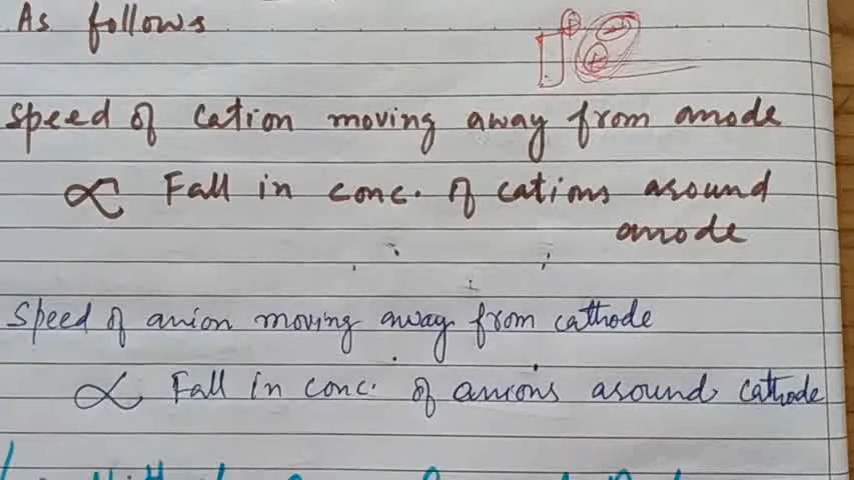 As follows
Speed of cation moving away from anode
∝ Fall in conc. of cations around
anode
Speed of anion moving away from cathode
∝ Fall in conc. of anions around cathode